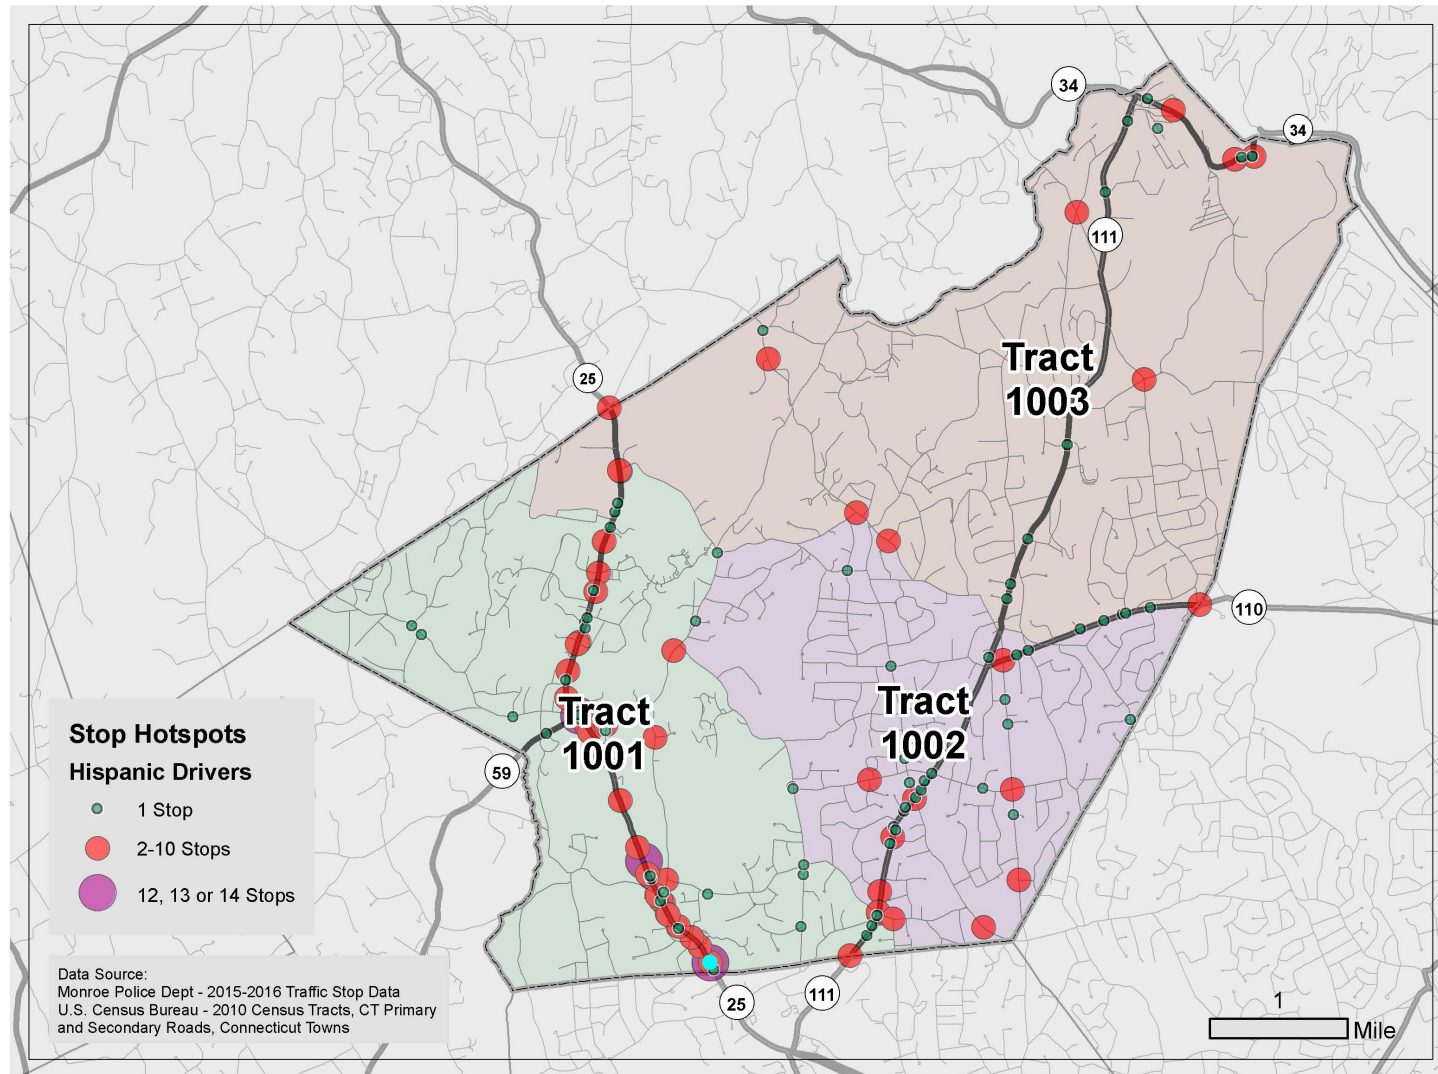 34
34
111
Tract
1003
25
110
Tract
1002
Tract
1001
Stop Hotspots
Hispanic Drivers
1 Stop
2-10 Stops
12, 13 or 14 Stops
59
Data Source:
Monroe Police Dept - 2015-2016 Traffic Stop Data
U.S. Census Bureau - 2010 Census Tracts, CT Primary
and Secondary Roads, Connecticut Towns
25
111
1
Mile